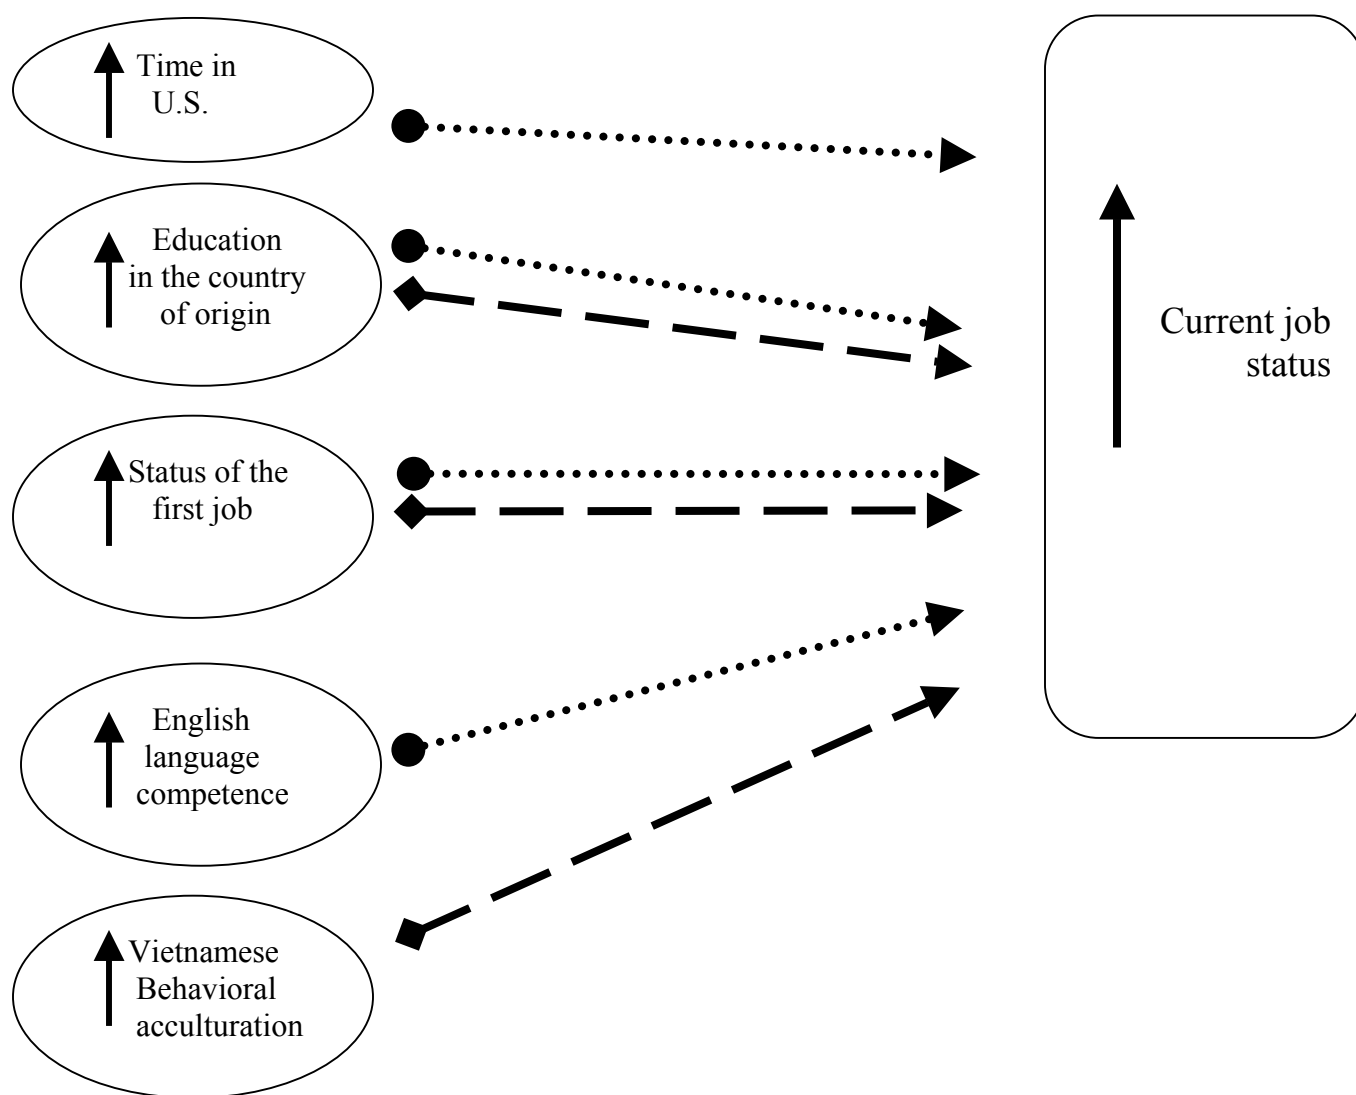 Time in
U.S.
Education
in the country
of origin
Status of the
first job
English
language
competence
Vietnamese
Behavioral
acculturation
Current job
status